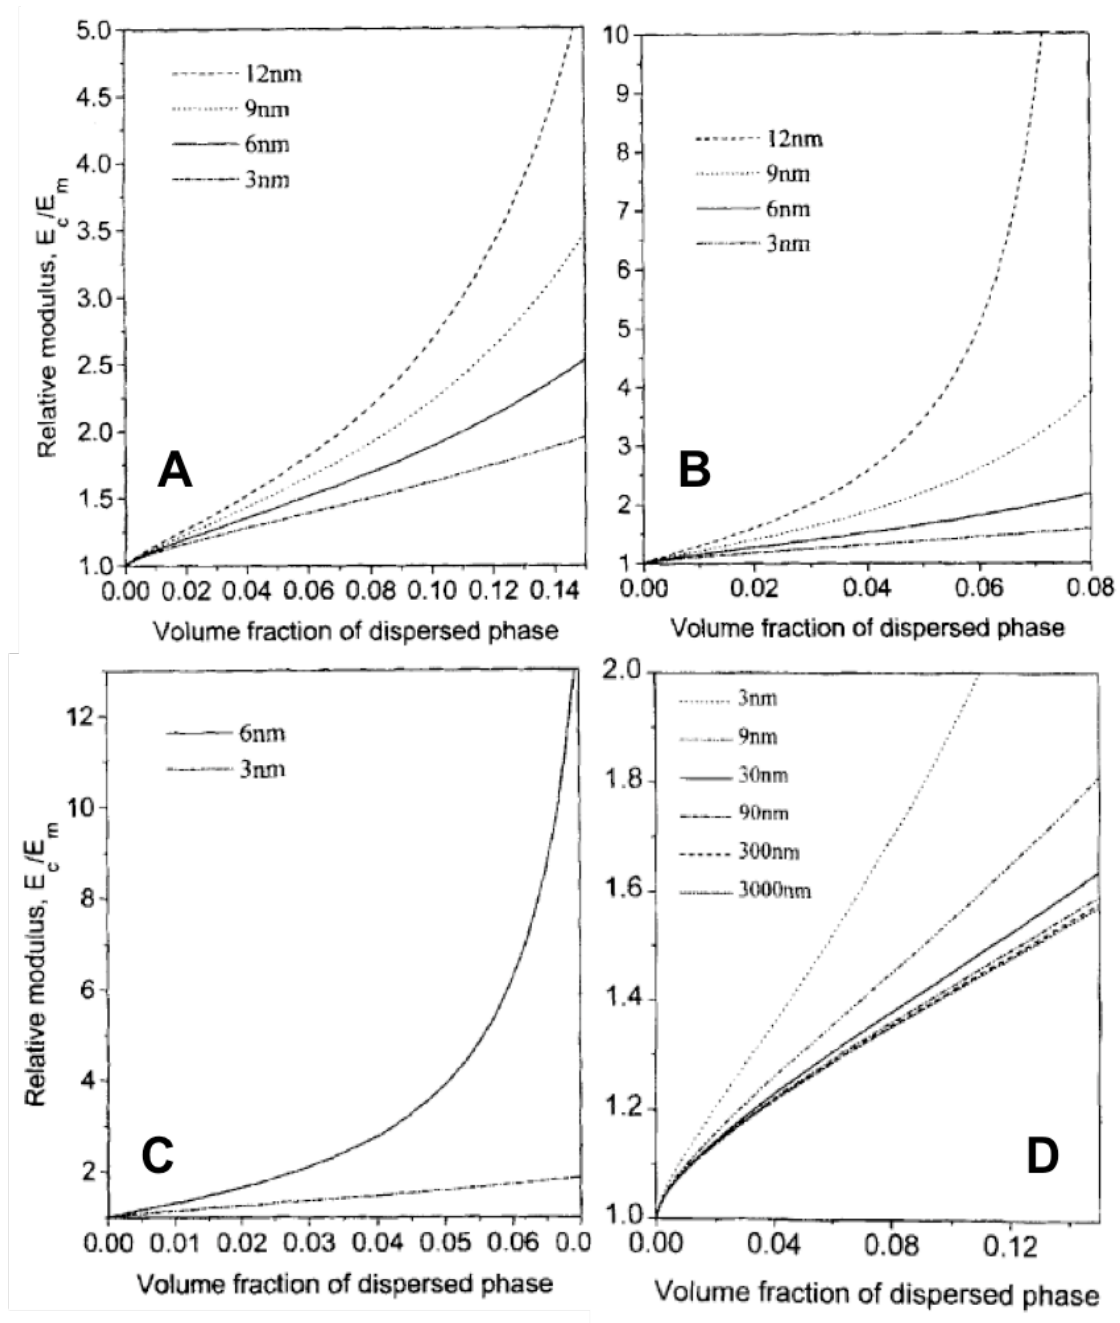 5.0
4.5
4.0
3.5
3.0
2.5
2.0
1.5
1.0
Relative modulus, E_c/E_m
12nm
9nm
6nm
3nm
A
0.00 0.02 0.04 0.06 0.08 0.10 0.12 0.14
Volume fraction of dispersed phase
10
9
8
7
6
5
4
3
2
1
12nm
9nm
6nm
3nm
B
0.00 0.02 0.04 0.06 0.08
Volume fraction of dispersed phase
12
10
8
6
4
2
Relative modulus, E_c/E_m
6nm
3nm
C
0.00 0.01 0.02 0.03 0.04 0.05 0.06 0.0
Volume fraction of dispersed phase
2.0
1.8
1.6
1.4
1.2
1.0
3nm
9nm
30nm
90nm
300nm
3000nm
D
0.00 0.04 0.08 0.12
Volume fraction of dispersed phase